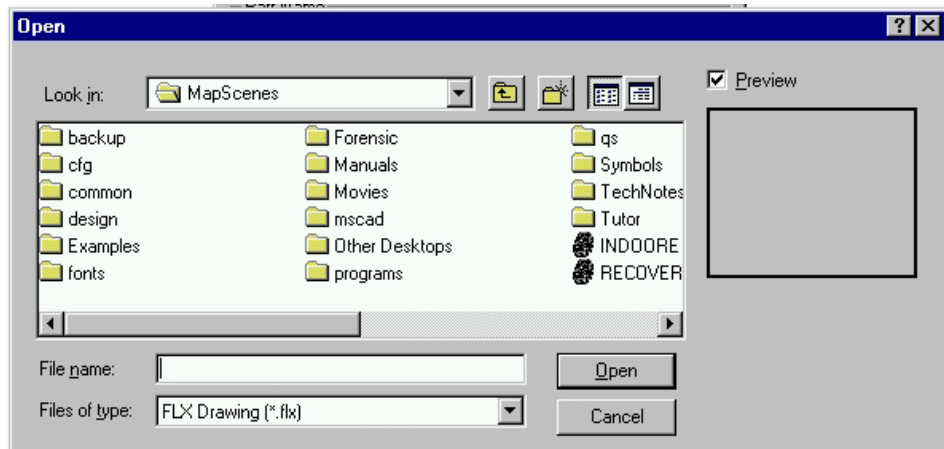 Open
Look in: MapScenes
Preview
backup Forensic qs
cfg Manuals Symbols
common Movies TechNotes
design mscad Tutor
Examples Other Desktops INDOORE
fonts programs RECOVER
File name: Open
Files of type: FLX Drawing (*.flx) Cancel